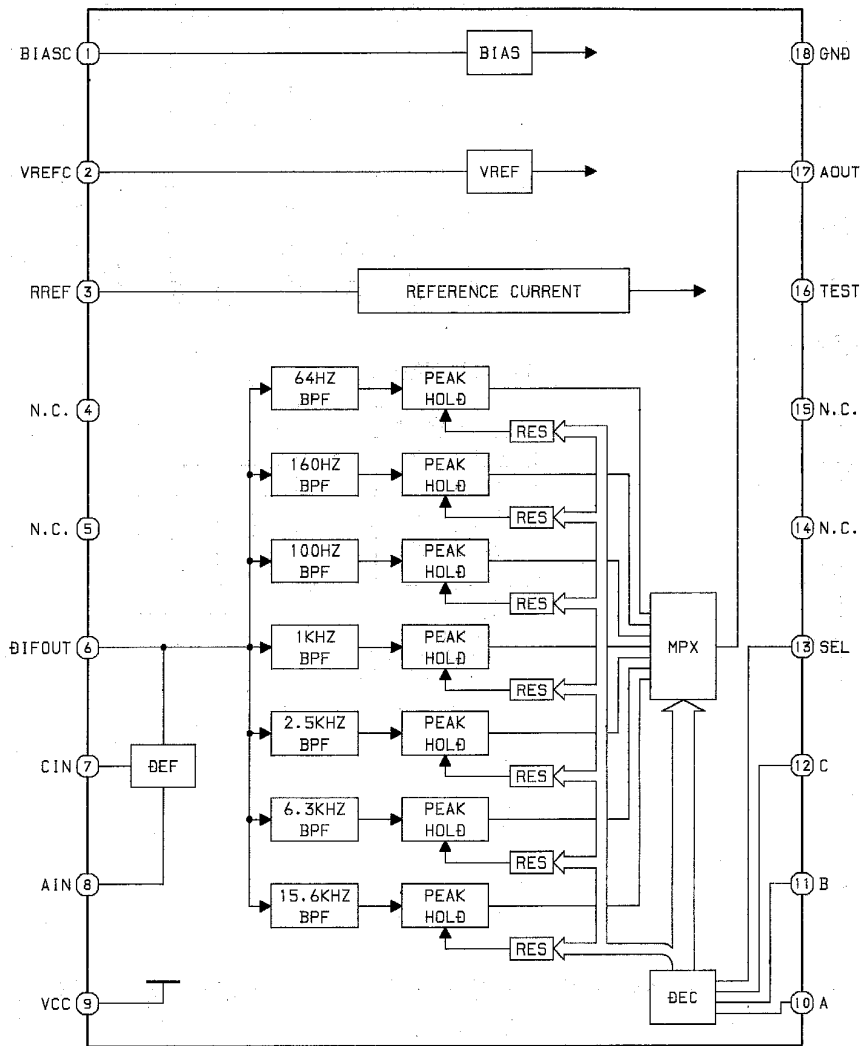 BIASC 1 BIAS 18 GND
VREFC 2 VREF 17 AOUT
RREF 3 REFERENCE CURRENT 16 TEST
64HZ BPF PEAK HOLD
N.C. 4 RES 15 N.C.
160HZ BPF PEAK HOLD
N.C. 5 RES 14 N.C.
100HZ BPF PEAK HOLD
RES
DIFOUT 6 1KHZ BPF PEAK HOLD MPX 13 SEL
RES
2.5KHZ BPF PEAK HOLD
CIN 7 DEF RES 12 C
6.3KHZ BPF PEAK HOLD
RES
AIN 8 15.6KHZ BPF PEAK HOLD 11 B
RES
VCC 9 DEC 10 A